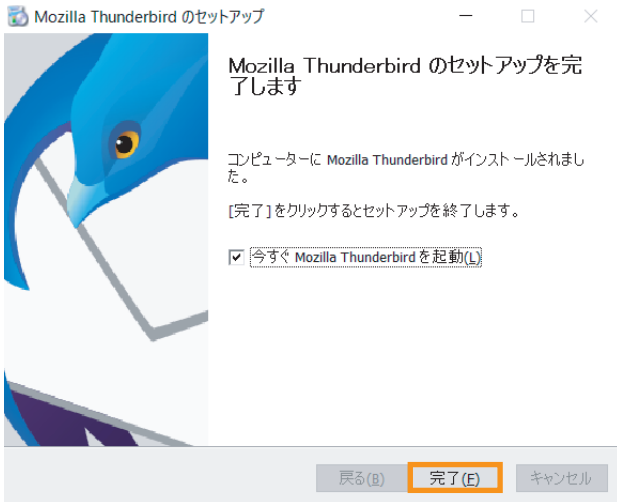 Mozilla Thunderbird のセットアップ
Mozilla Thunderbird のセットアップを完
了します
コンピューターに Mozilla Thunderbird がインストールされまし
た。
[完了]をクリックするとセットアップを終了します。
今すぐ Mozilla Thunderbird を起動(L)
戻る(B) 完了(F) キャンセル